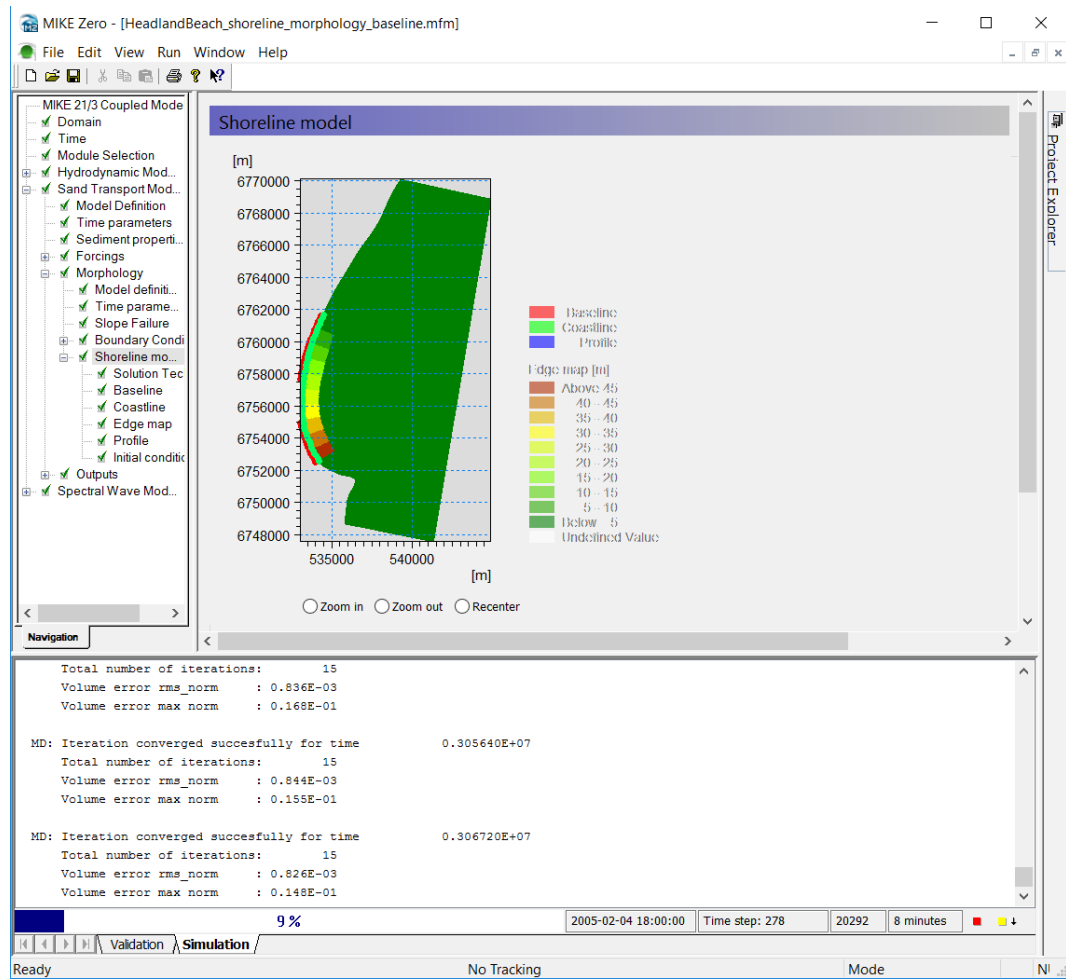 MIKE Zero - [HeadlandBeach_shoreline_morphology_baseline.mfm]
File Edit View Run Window Help
MIKE 21/3 Coupled Mode
Domain
Time
Module Selection
Hydrodynamic Mod...
Sand Transport Mod...
Model Definition
Time parameters
Sediment properti...
Forcings
Morphology
Model definiti...
Time parame...
Slope Failure
Boundary Condi
Shoreline mo...
Solution Tec
Baseline
Coastline
Edge map
Profile
Initial conditic
Outputs
Spectral Wave Mod...
Navigation
Shoreline model
[m]
6770000
6768000
6766000
6764000
6762000
6760000
6758000
6756000
6754000
6752000
6750000
6748000
535000 540000
[m]
Baseline
Coastline
Profile
Edge map [m]
Above 45
40 - 45
35 - 40
30 - 35
25 - 30
20 - 25
15 - 20
10 - 15
5 - 10
Below 5
Undefined Value
Zoom in Zoom out Recenter
Project Explorer
Total number of iterations: 15
Volume error rms_norm : 0.836E-03
Volume error max norm : 0.168E-01
MD: Iteration converged succesfully for time 0.305640E+07
Total number of iterations: 15
Volume error rms_norm : 0.844E-03
Volume error max norm : 0.155E-01
MD: Iteration converged succesfully for time 0.306720E+07
Total number of iterations: 15
Volume error rms_norm : 0.826E-03
Volume error max norm : 0.148E-01
9 % 2005-02-04 18:00:00 Time step: 278 20292 8 minutes
Validation Simulation
Ready No Tracking Mode